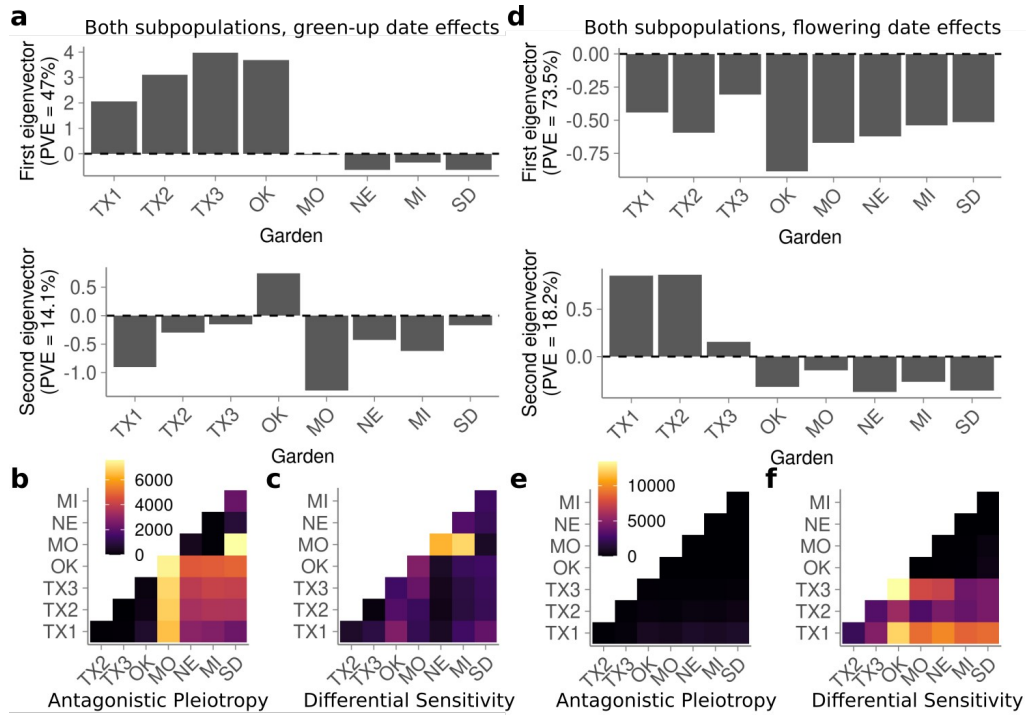 a
Both subpopulations, green-up date effects
First eigenvector
(PVE = 47%)
4
3
2
1
0
TX1 TX2 TX3 OK MO NE MI SD
Garden
Second eigenvector
(PVE = 14.1%)
0.5
0.0
-0.5
-1.0
TX1 TX2 TX3 OK MO NE MI SD
Garden
d
Both subpopulations, flowering date effects
First eigenvector
(PVE = 73.5%)
0.00
-0.25
-0.50
-0.75
TX1 TX2 TX3 OK MO NE MI SD
Garden
Second eigenvector
(PVE = 18.2%)
0.5
0.0
TX1 TX2 TX3 OK MO NE MI SD
Garden
b
6000
4000
2000
0
MI
NE
MO
OK
TX3
TX2
TX1
TX2 TX3 OK MO NE MI SD
Antagonistic Pleiotropy
c
MI
NE
MO
OK
TX3
TX2
TX1
TX2 TX3 OK MO NE MI SD
Differential Sensitivity
e
10000
5000
0
MI
NE
MO
OK
TX3
TX2
TX1
TX2 TX3 OK MO NE MI SD
Antagonistic Pleiotropy
f
MI
NE
MO
OK
TX3
TX2
TX1
TX2 TX3 OK MO NE MI SD
Differential Sensitivity